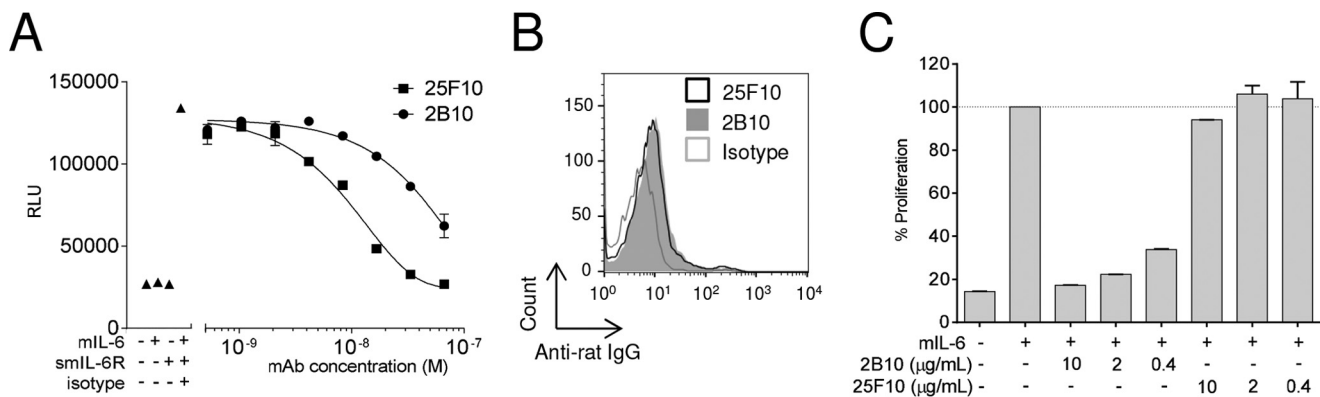 A
150000
100000
50000
0
RLU
25F10
2B10
10⁻⁹
10⁻⁸
10⁻⁷
mAb concentration (M)
mIL-6 - + - +
smIL-6R - - + +
isotype - - - +
B
150
100
50
0
Count
25F10
2B10
Isotype
10⁰
10¹
10²
10³
10⁴
Anti-rat IgG
C
120
100
80
60
40
20
0
% Proliferation
mIL-6 - + + + + + + +
2B10 (µg/mL) - - 10 2 0.4 - - -
25F10 (µg/mL) - - - - - 10 2 0.4